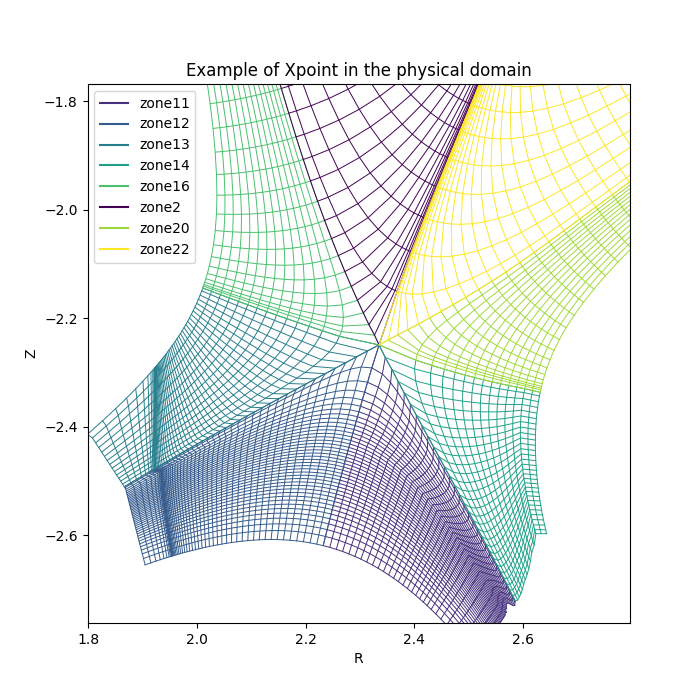 Example of Xpoint in the physical domain
zone11
zone12
zone13
zone14
zone16
zone2
zone20
zone22
−1.8
−2.0
−2.2
−2.4
−2.6
Z
1.8
2.0
2.2
2.4
2.6
R